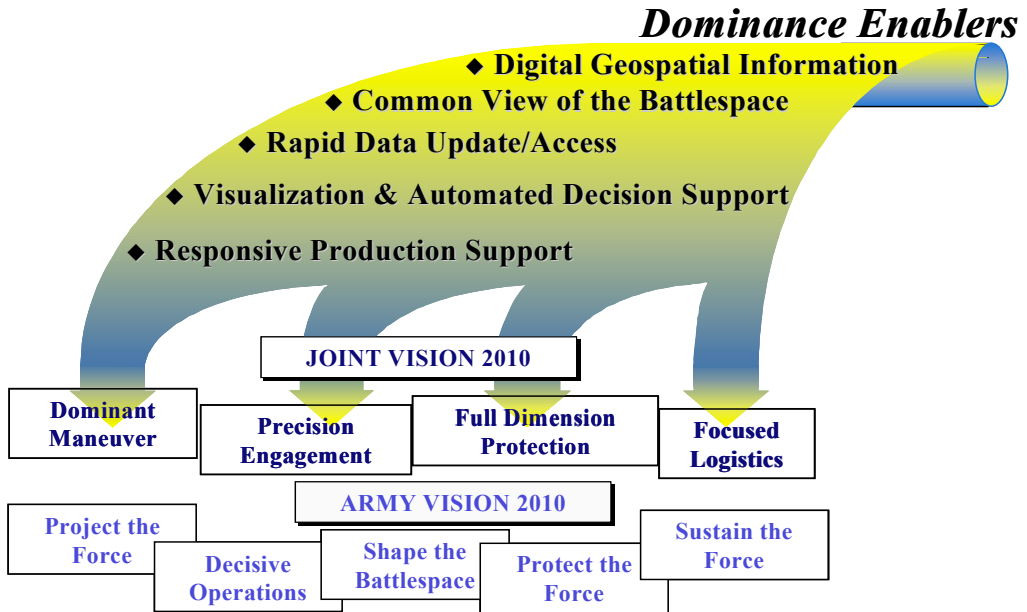 Dominance Enablers
◆ Digital Geospatial Information
◆ Common View of the Battlespace
◆ Rapid Data Update/Access
◆ Visualization & Automated Decision Support
◆ Responsive Production Support
JOINT VISION 2010
Dominant
Maneuver
Precision
Engagement
Full Dimension
Protection
Focused
Logistics
ARMY VISION 2010
Project the
Force
Decisive
Operations
Shape the
Battlespace
Protect the
Force
Sustain the
Force